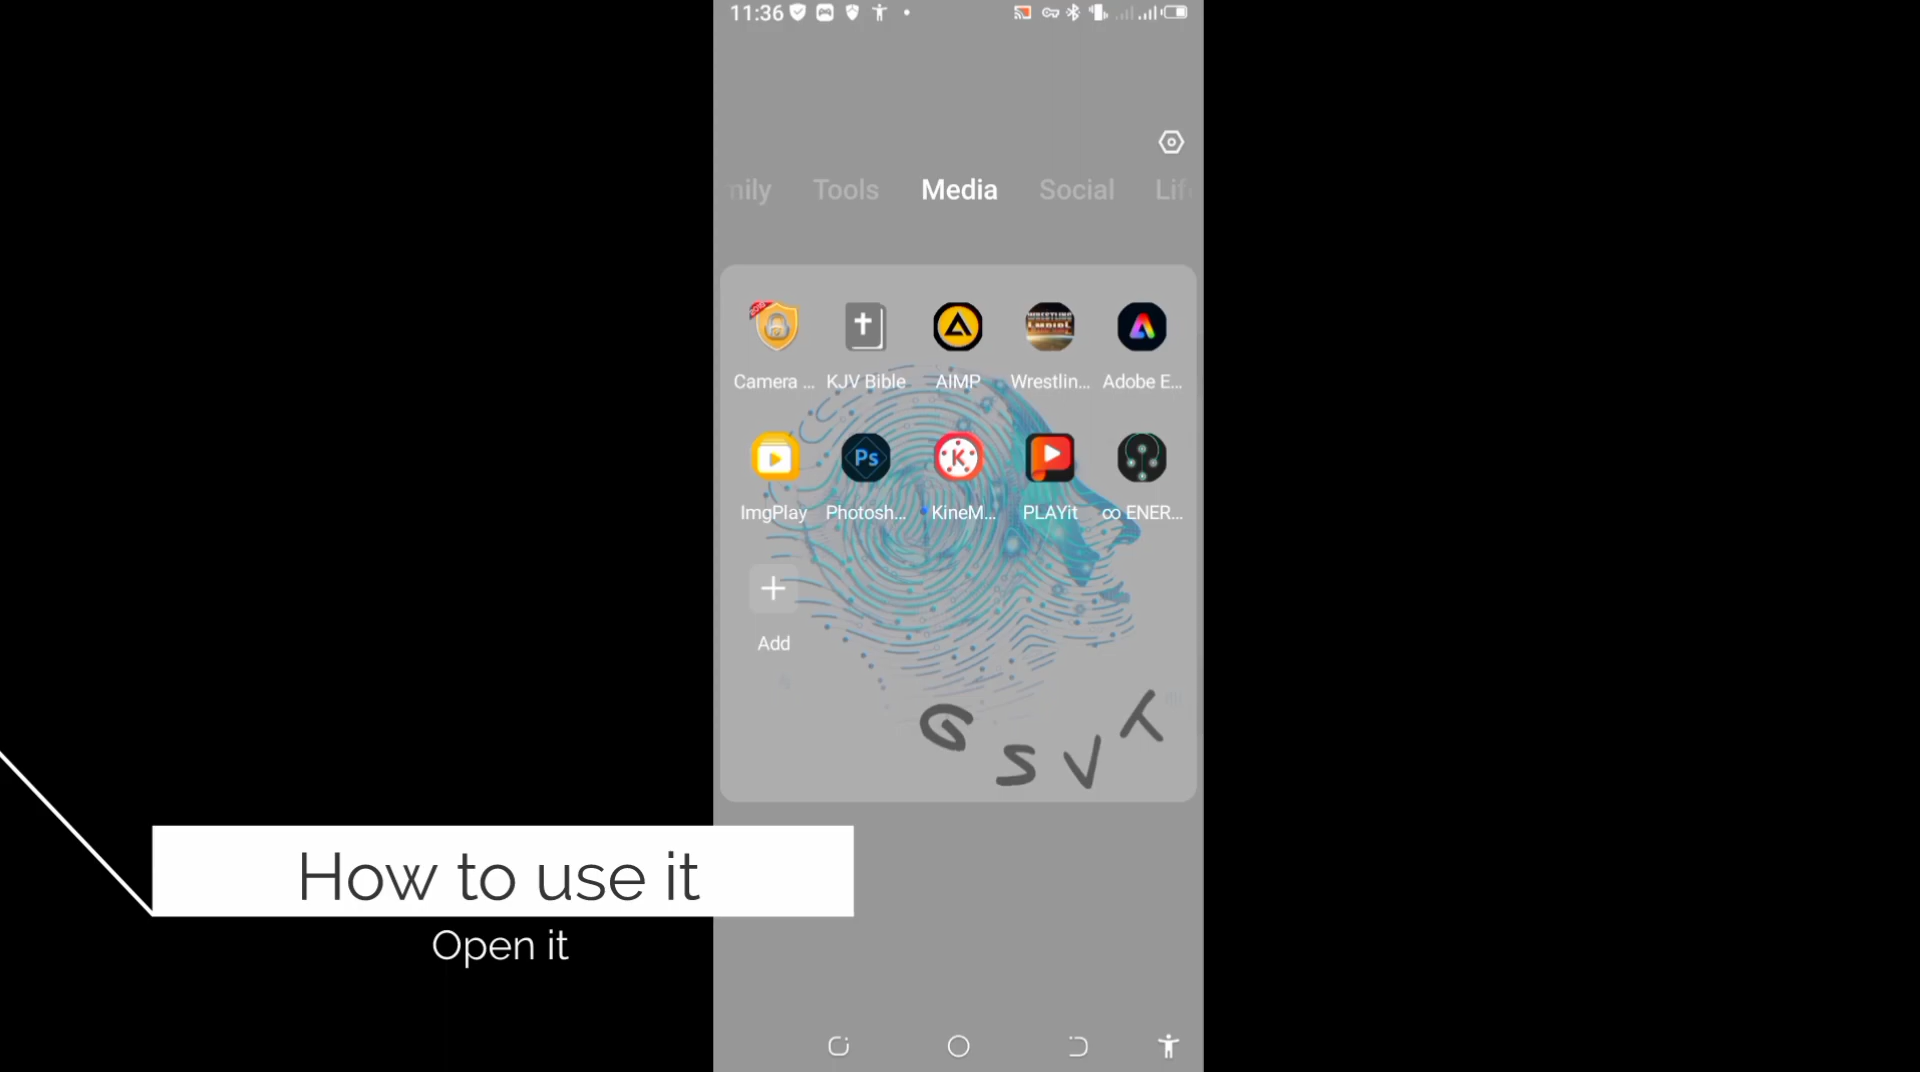 11:36
mily Tools Media Social Lif
Camera ... KJV Bible AIMP Wrestlin... Adobe E...
ImgPlay Photosh... KineM... PLAYit ∞ ENER...
Add
G S V T
How to use it
Open it